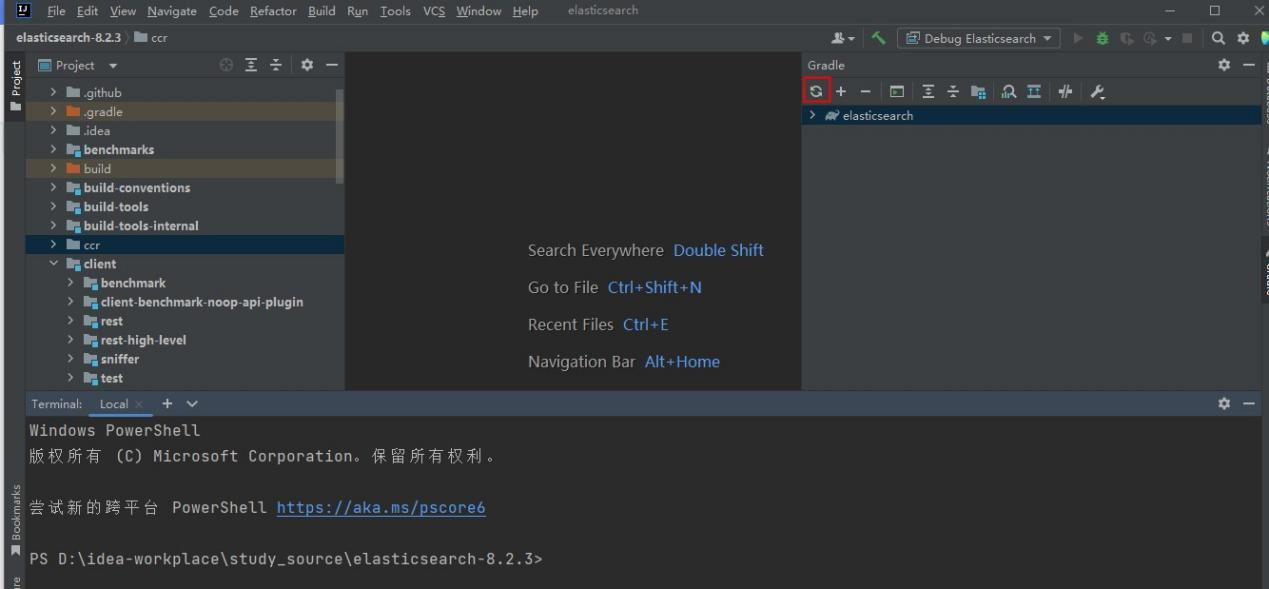 File Edit View Navigate Code Refactor Build Run Tools VCS Window Help elasticsearch
elasticsearch-8.2.3 ccr
Debug Elasticsearch
Project
Project
Gradle
.github
.gradle
.idea
benchmarks
build
build-conventions
build-tools
build-tools-internal
ccr
client
benchmark
client-benchmark-noop-api-plugin
rest
rest-high-level
sniffer
test
Search Everywhere Double Shift
Go to File Ctrl+Shift+N
Recent Files Ctrl+E
Navigation Bar Alt+Home
elasticsearch
Terminal: Local
Windows PowerShell
版权所有 (C) Microsoft Corporation。保留所有权利。
尝试新的跨平台 PowerShell https://aka.ms/pscore6
PS D:\idea-workplace\study_source\elasticsearch-8.2.3>
Bookmarks